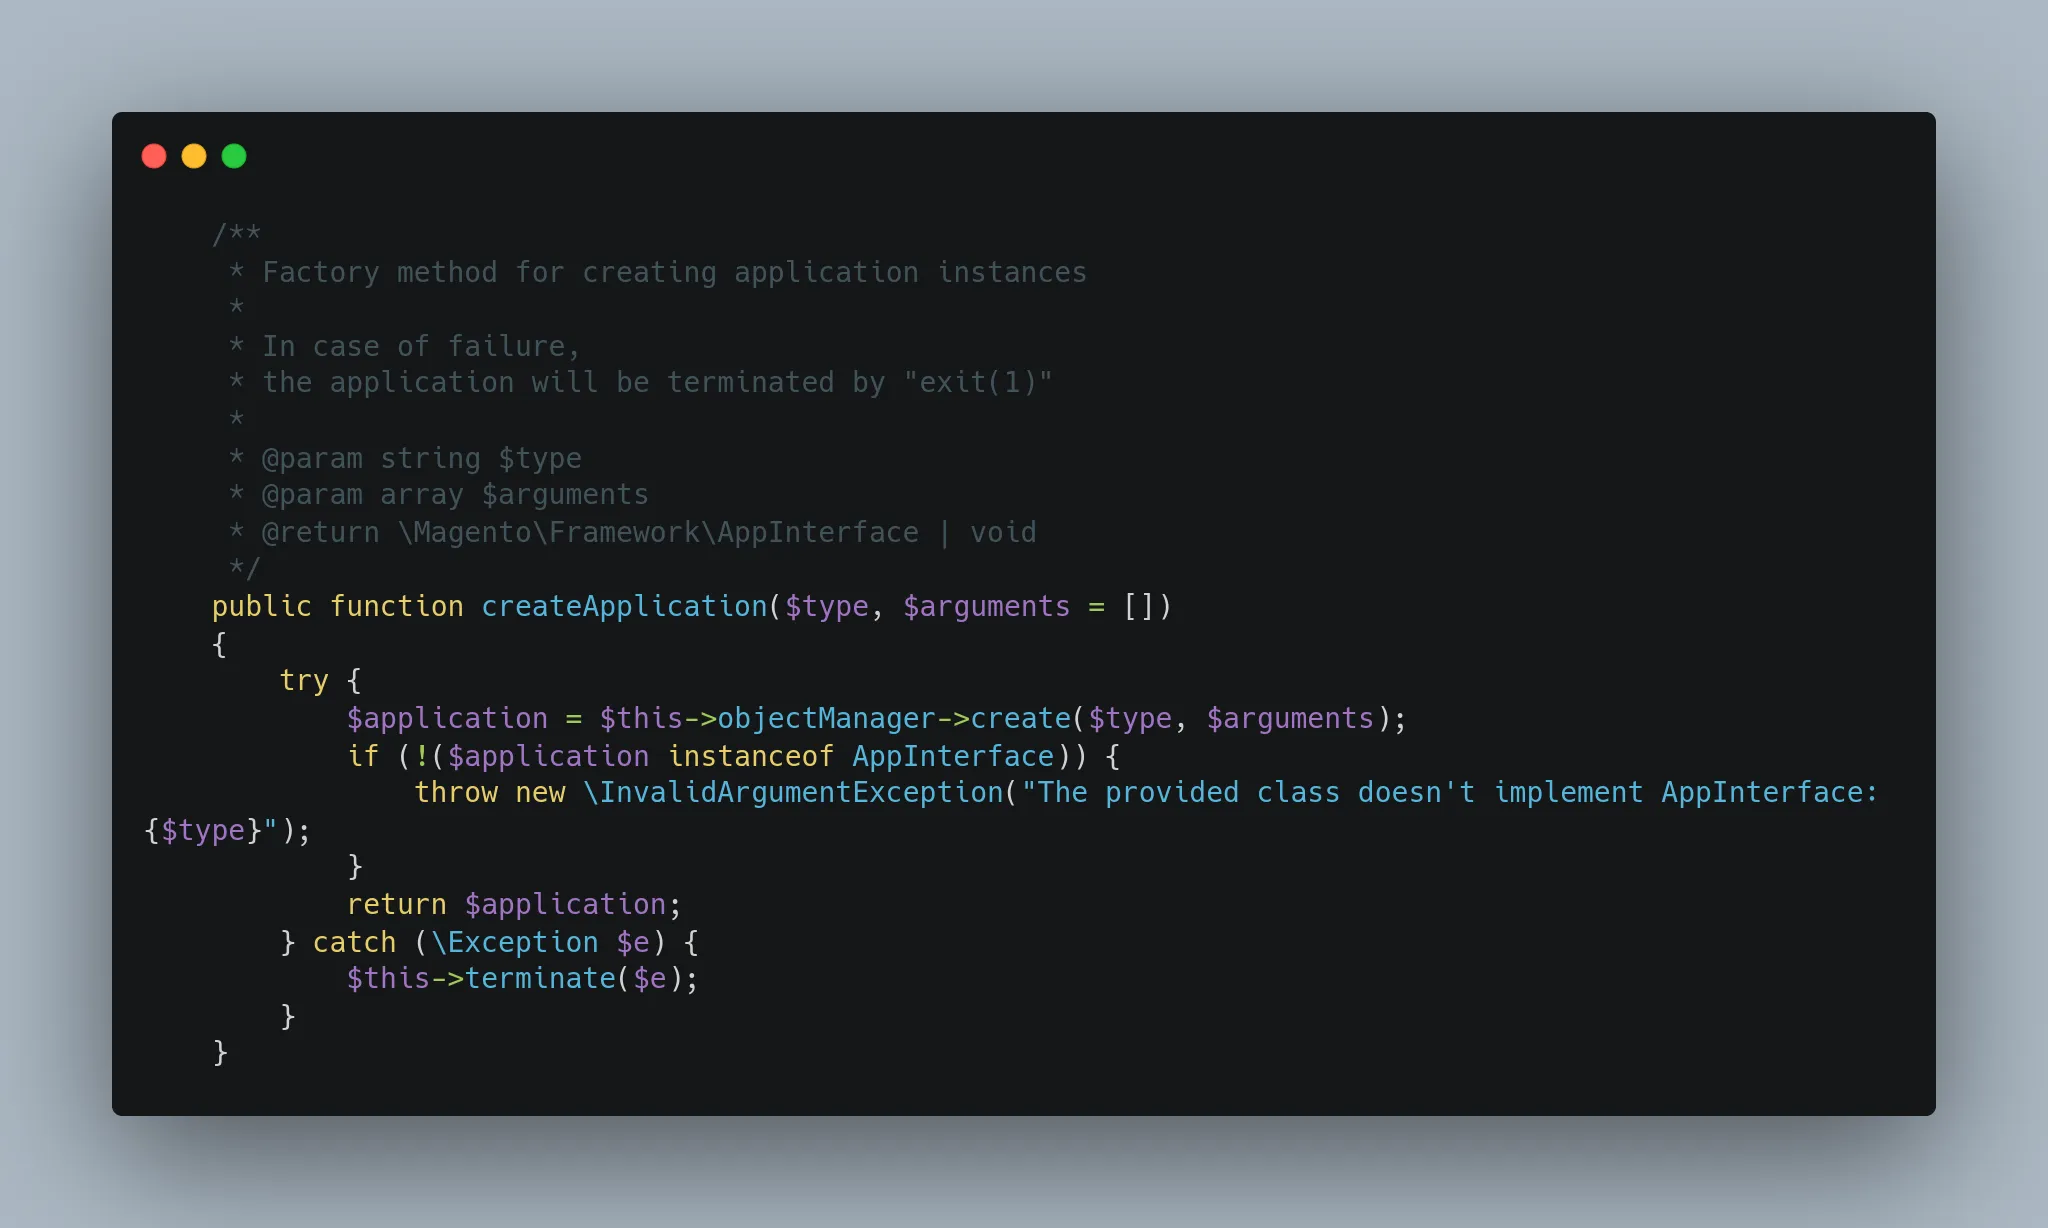 /**
 * Factory method for creating application instances
 *
 * In case of failure,
 * the application will be terminated by "exit(1)"
 *
 * @param string $type
 * @param array $arguments
 * @return \Magento\Framework\AppInterface | void
 */
public function createApplication($type, $arguments = [])
{
    try {
        $application = $this->objectManager->create($type, $arguments);
        if (!($application instanceof AppInterface)) {
            throw new \InvalidArgumentException("The provided class doesn't implement AppInterface:
{$type}");
        }
        return $application;
    } catch (\Exception $e) {
        $this->terminate($e);
    }
}